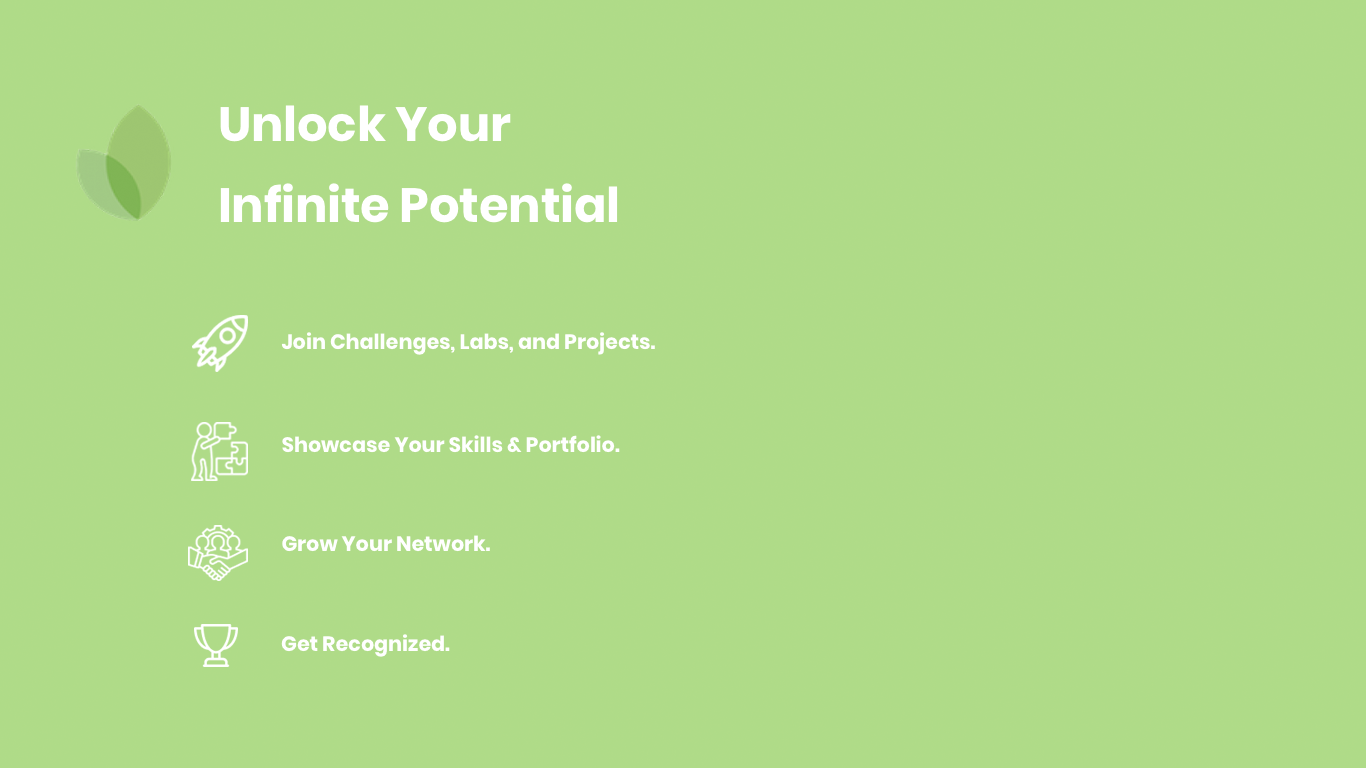 Unlock Your
Infinite Potential
Join Challenges, Labs, and Projects.
Showcase Your Skills & Portfolio.
Grow Your Network.
Get Recognized.